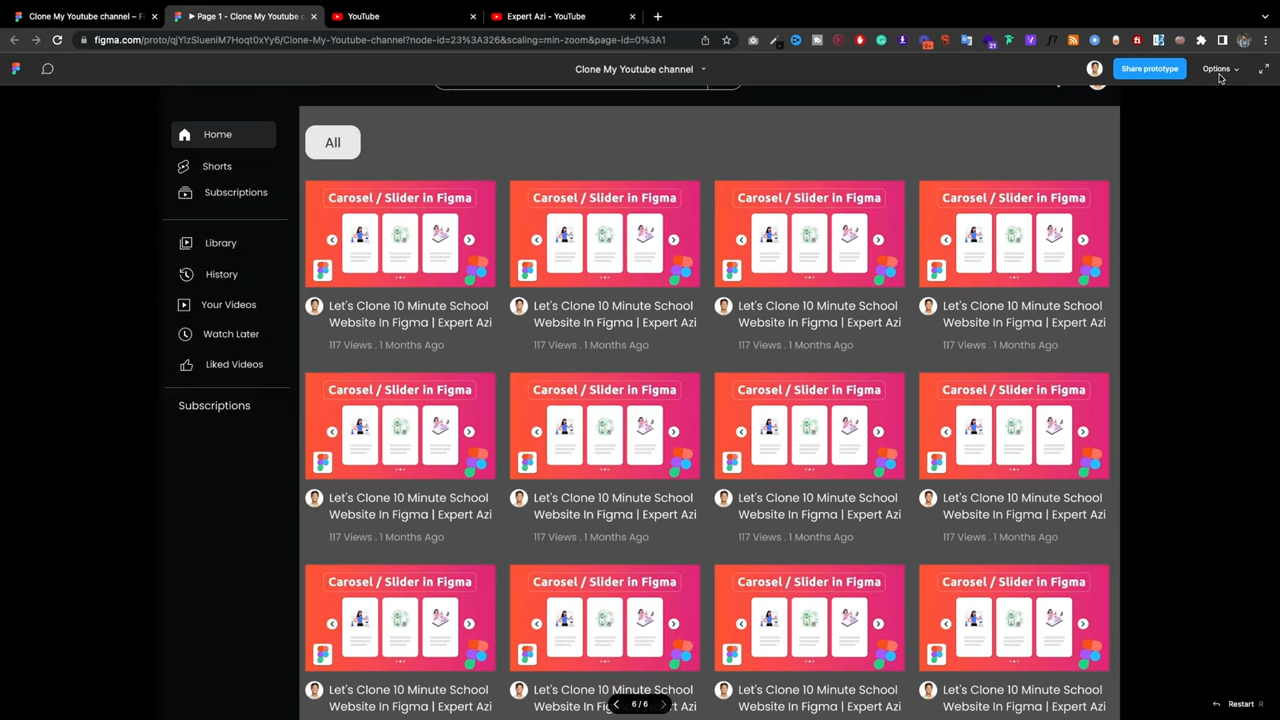 Clone My Youtube channel – Fi
Page 1 - Clone My Youtube c
YouTube
Expert Azi - YouTube
figma.com/proto/qjYlzSlueniM7Hoqt0xYy6/Clone-My-Youtube-channel?node-id=23%3A326&scaling=min-zoom&page-id=0%3A1
21
Clone My Youtube channel
Share prototype
Options
Home
Shorts
Subscriptions
Library
History
Your Videos
Watch Later
Liked Videos
Subscriptions
All
Carosel / Slider in Figma
Carosel / Slider in Figma
Carosel / Slider in Figma
Carosel / Slider in Figma
Let's Clone 10 Minute School
Website In Figma | Expert Azi
117 Views . 1 Months Ago
Let's Clone 10 Minute School
Website In Figma | Expert Azi
117 Views . 1 Months Ago
Let's Clone 10 Minute School
Website In Figma | Expert Azi
117 Views . 1 Months Ago
Let's Clone 10 Minute School
Website In Figma | Expert Azi
117 Views . 1 Months Ago
Carosel / Slider in Figma
Carosel / Slider in Figma
Carosel / Slider in Figma
Carosel / Slider in Figma
Let's Clone 10 Minute School
Website In Figma | Expert Azi
117 Views . 1 Months Ago
Let's Clone 10 Minute School
Website In Figma | Expert Azi
117 Views . 1 Months Ago
Let's Clone 10 Minute School
Website In Figma | Expert Azi
117 Views . 1 Months Ago
Let's Clone 10 Minute School
Website In Figma | Expert Azi
117 Views . 1 Months Ago
Carosel / Slider in Figma
Carosel / Slider in Figma
Carosel / Slider in Figma
Carosel / Slider in Figma
Let's Clone 10 Minute School
Website In Figma | Expert Azi
Let's Clone 10 Minute School
Website In Figma | Expert Azi
Let's Clone 10 Minute School
Website In Figma | Expert Azi
Let's Clone 10 Minute School
Website In Figma | Expert Azi
6 / 6
Restart R